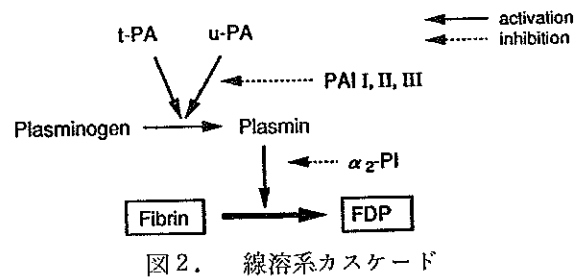 t-PA u-PA
activation
inhibition
PAI I, II, III
Plasminogen Plasmin
α₂-PI
Fibrin FDP
図2. 線溶系カスケード